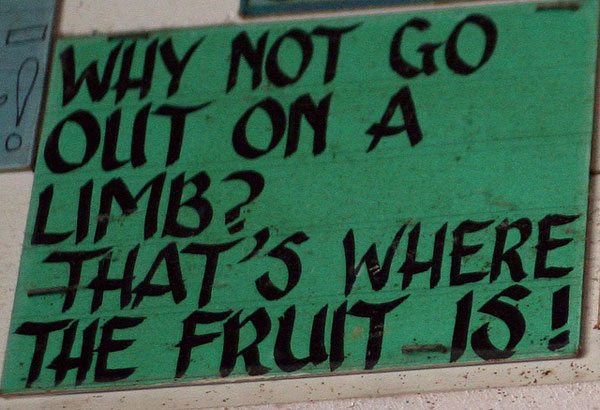 WHY NOT GO
OUT ON A
LIMB?
THAT'S WHERE
THE FRUIT IS!